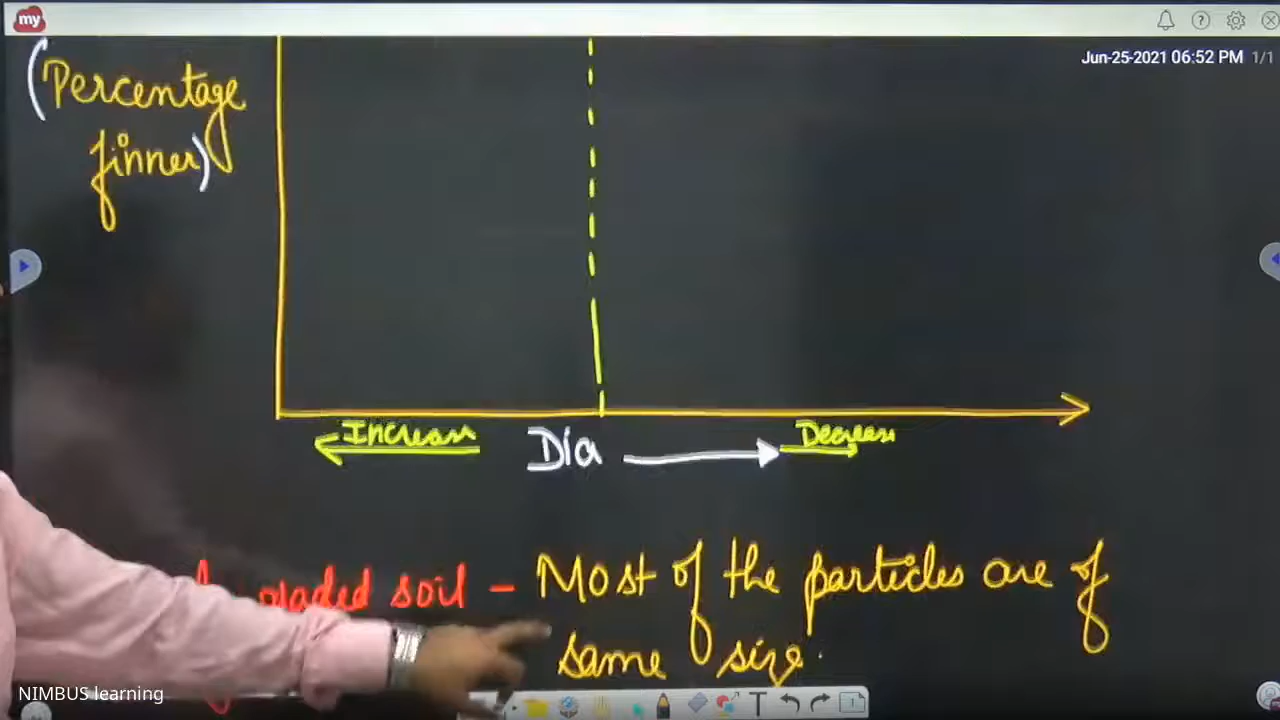 my
Jun-25-2021 06:52 PM 1/1
(Percentage
finner)
Increase Dia Decrease
graded soil - Most of the particles are of
same size.
T 1
NIMBUS learning